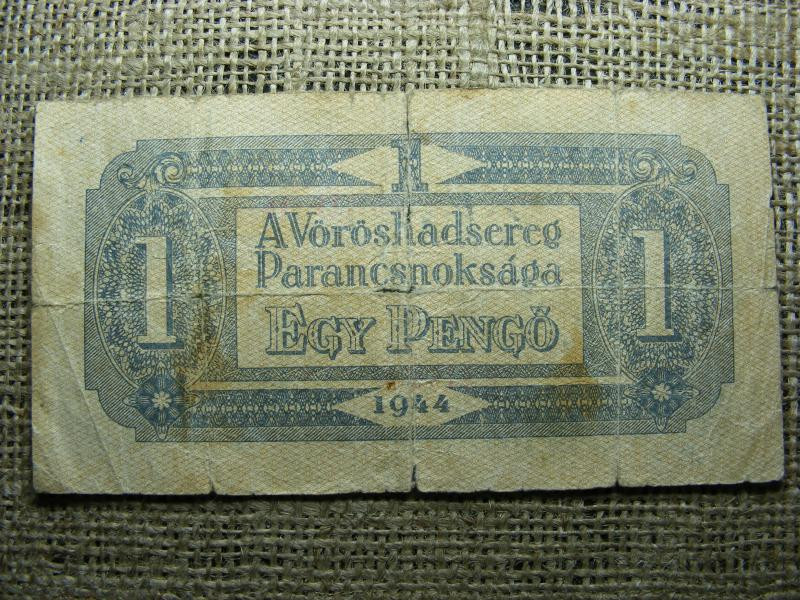 1
A Vöröshadsereg
Parancsnoksága
EGY PENGŐ
1 1
1944